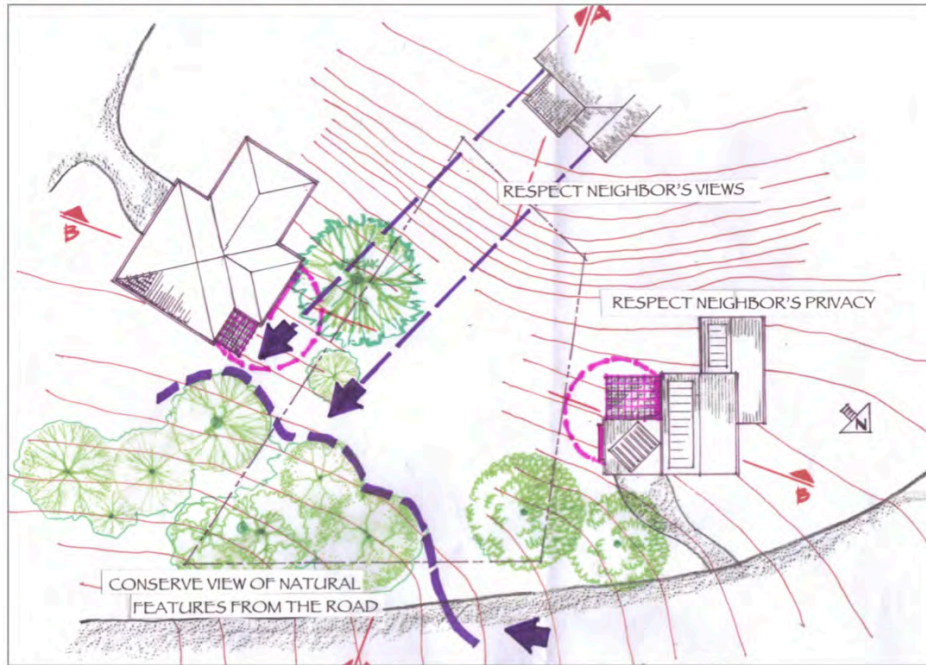 A
RESPECT NEIGHBOR'S VIEWS
B
RESPECT NEIGHBOR'S PRIVACY
N
B
CONSERVE VIEW OF NATURAL
FEATURES FROM THE ROAD